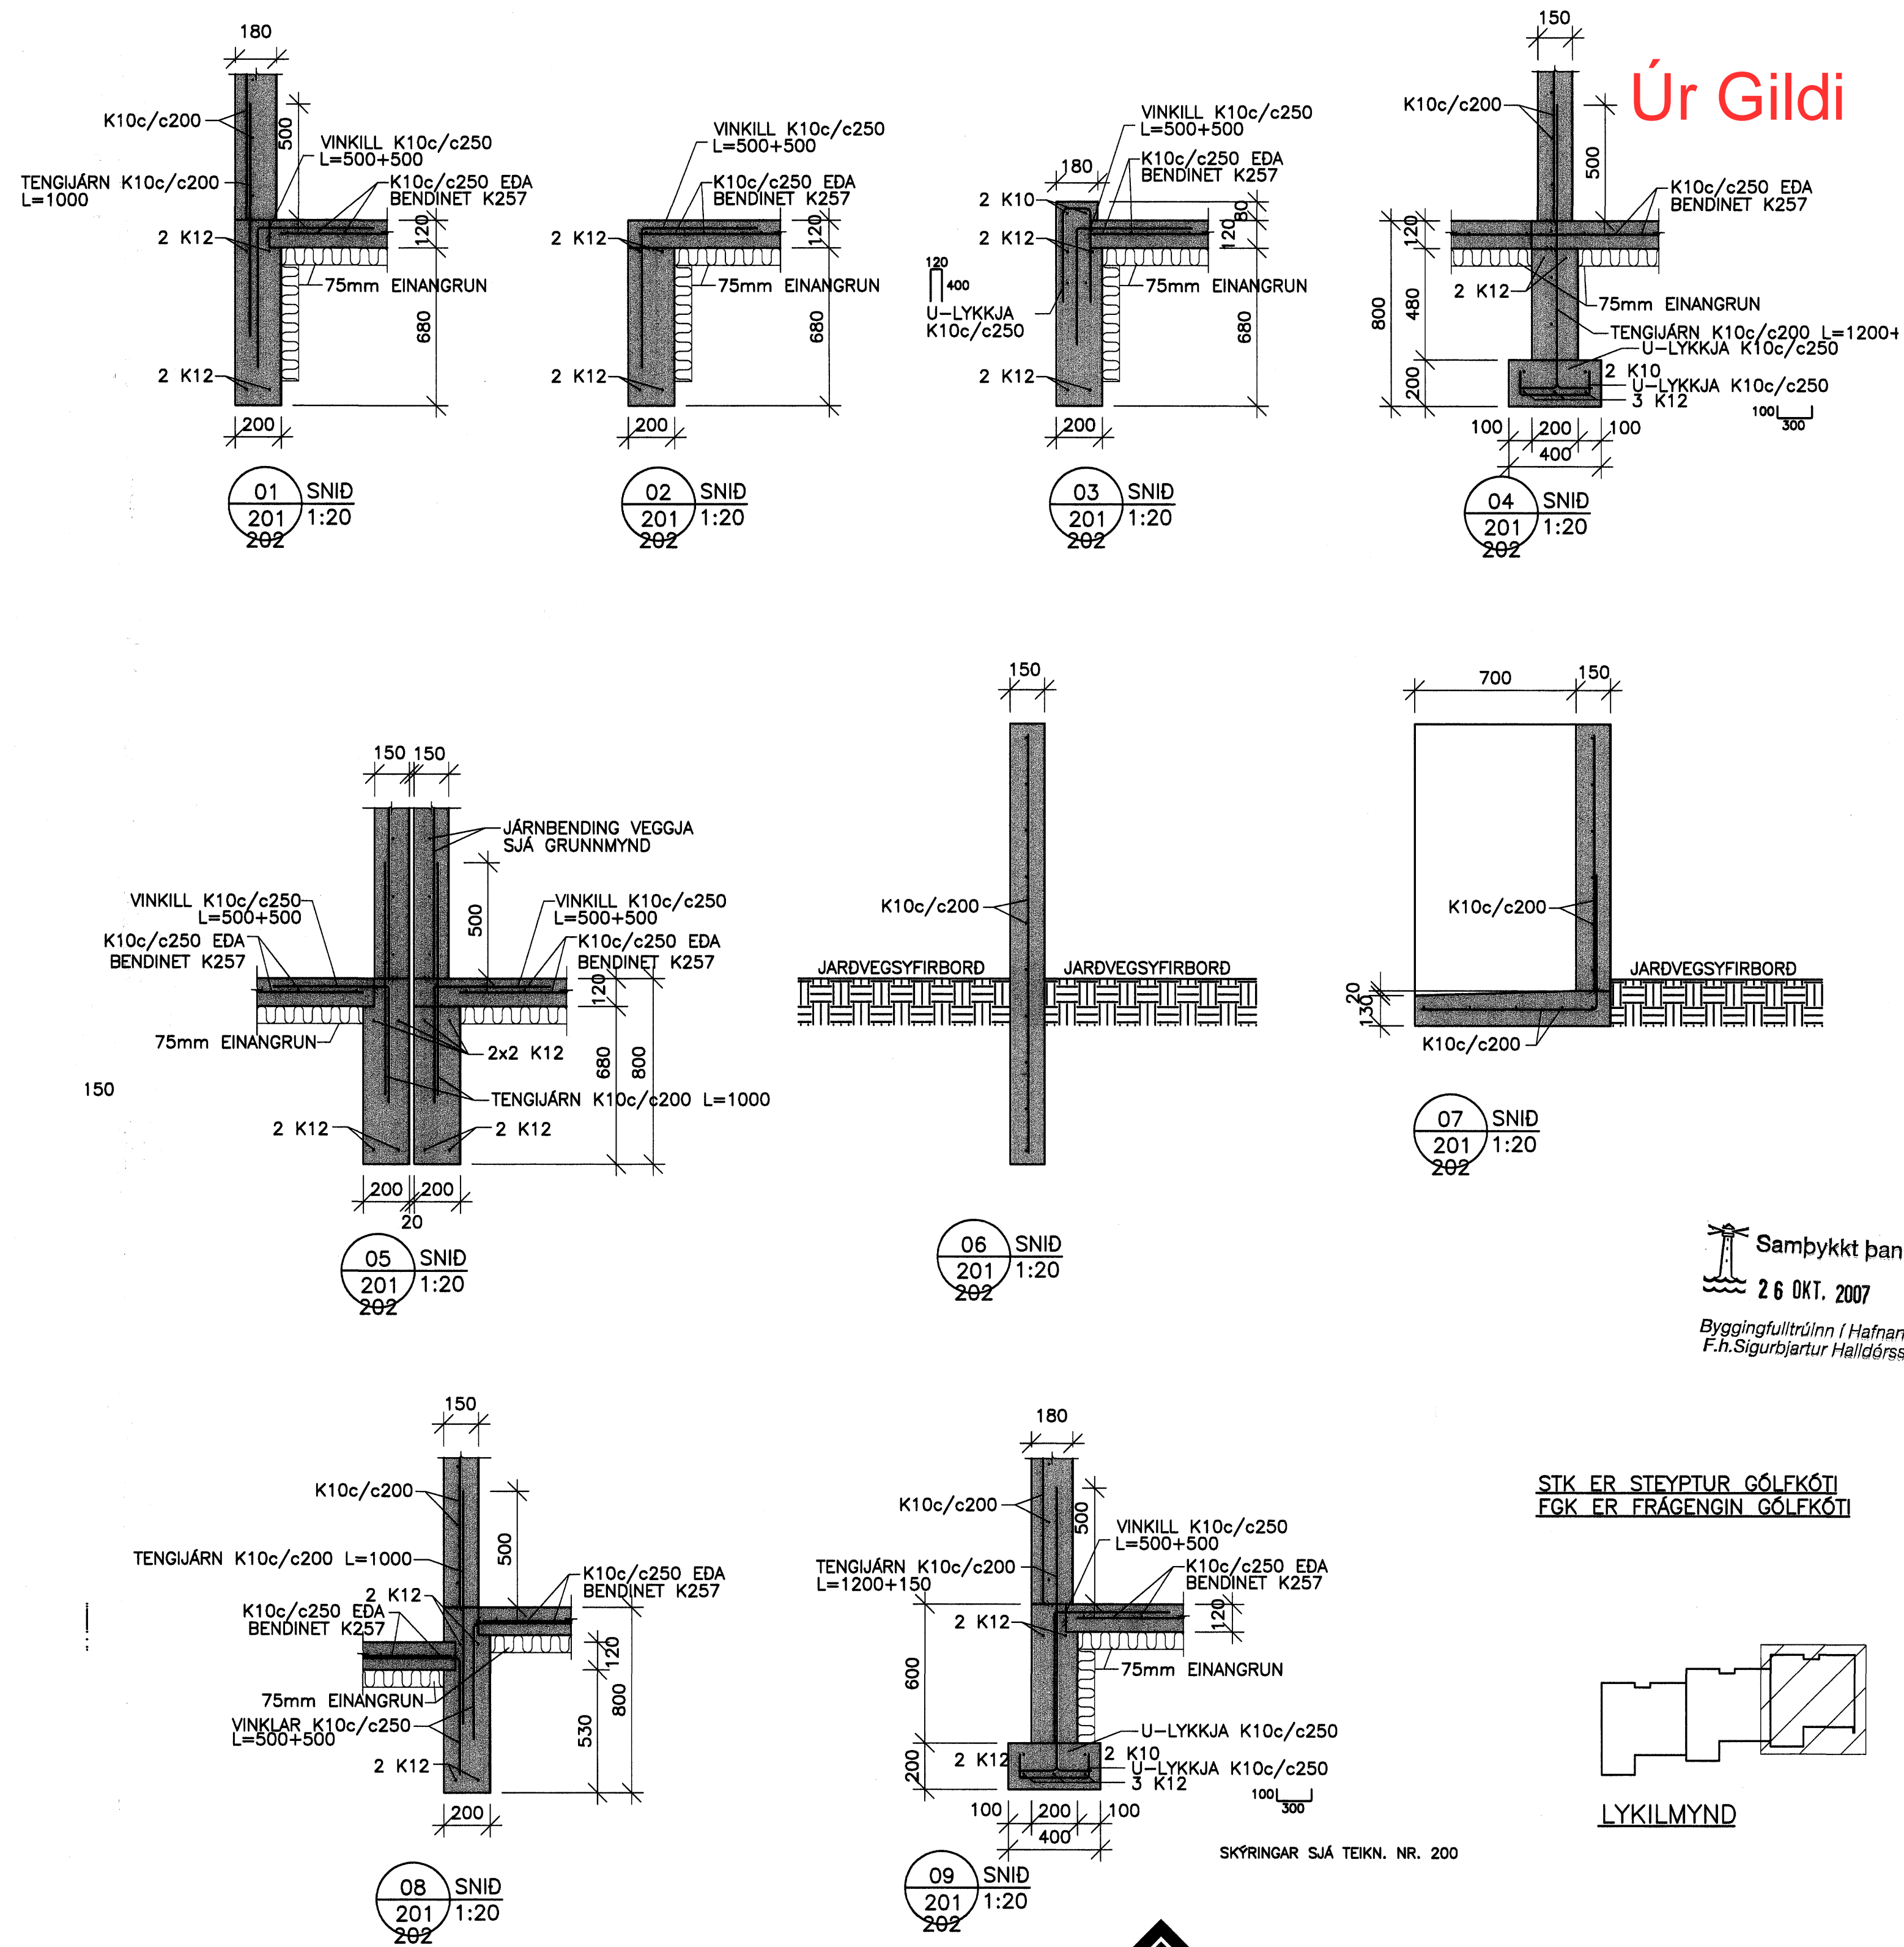 Úr Gildi
180
K10c/c200
500
VINKILL K10c/c250
L=500+500
TENGIJÁRN K10c/c200
L=1000
K10c/c250 EÐA
BENDINET K257
2 K12
120
75mm EINANGRUN
680
2 K12
200
01 SNIÐ
201 1:20
202
VINKILL K10c/c250
L=500+500
K10c/c250 EÐA
BENDINET K257
2 K12
120
75mm EINANGRUN
680
2 K12
200
02 SNIÐ
201 1:20
202
VINKILL K10c/c250
L=500+500
180
K10c/c250 EÐA
BENDINET K257
2 K10
80
2 K12
120
120
400
75mm EINANGRUN
U-LYKKJA
K10c/c250
680
2 K12
200
03 SNIÐ
201 1:20
202
150
K10c/c200
500
K10c/c250 EÐA
BENDINET K257
120
2 K12
800
480
75mm EINANGRUN
TENGIJÁRN K10c/c200 L=1200+
U-LYKKJA K10c/c250
2 K10
U-LYKKJA K10c/c250
200
3 K12
100
300
100 200 100
400
04 SNIÐ
201 1:20
202
150 150
JÁRNBENDING VEGGJA
SJÁ GRUNNMYND
VINKILL K10c/c250
L=500+500
500
VINKILL K10c/c250
L=500+500
K10c/c250 EÐA
BENDINET K257
K10c/c250 EÐA
BENDINET K257
120
75mm EINANGRUN
2x2 K12
680
800
150
TENGIJÁRN K10c/c200 L=1000
2 K12
2 K12
200 200
20
05 SNIÐ
201 1:20
202
150
K10c/c200
JARÐVEGSYFIRBORÐ
JARÐVEGSYFIRBORÐ
06 SNIÐ
201 1:20
202
700 150
K10c/c200
JARÐVEGSYFIRBORÐ
20
130
K10c/c200
07 SNIÐ
201 1:20
202
Samþykkt þan
26 OKT. 2007
Byggingfulltrúinn í Hafnar
F.h.Sigurbjartur Halldórss
150
K10c/c200
500
TENGIJÁRN K10c/c200 L=1000
2 K12
K10c/c250 EÐA
BENDINET K257
K10c/c250 EÐA
BENDINET K257
120
75mm EINANGRUN
VINKLAR K10c/c250
L=500+500
530
800
2 K12
200
08 SNIÐ
201 1:20
202
180
K10c/c200
500
VINKILL K10c/c250
L=500+500
TENGIJÁRN K10c/c200
L=1200+150
K10c/c250 EÐA
BENDINET K257
2 K12
120
75mm EINANGRUN
600
U-LYKKJA K10c/c250
2 K12
2 K10
U-LYKKJA K10c/c250
200
3 K12
100
300
100 200 100
400
09 SNIÐ
201 1:20
202
SKÝRINGAR SJÁ TEIKN. NR. 200
STK ER STEYPTUR GÓLFKÓTI
FGK ER FRÁGENGIN GÓLFKÓTI
LYKILMYND